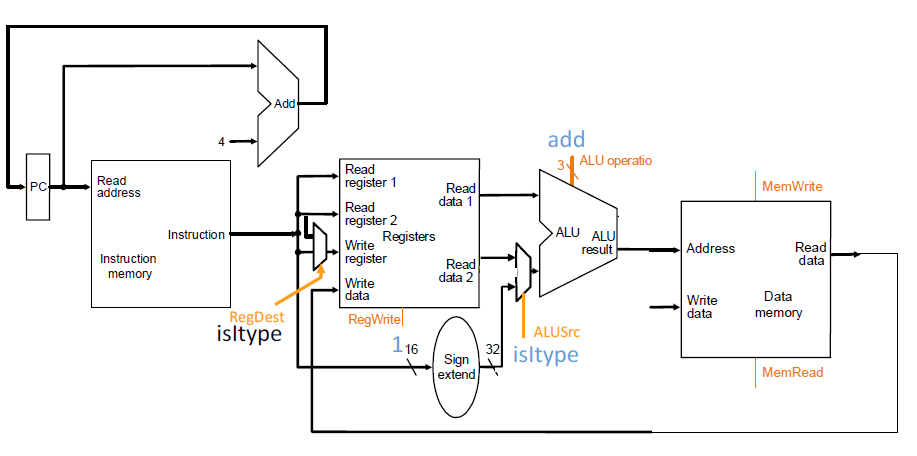 Add
4
add
3
ALU operatio
PC
Read
address
Instruction
Instruction
memory
Read
register 1
Read
register 2
Write
register
Write
data
Registers
Read
data 1
Read
data 2
RegWrite
RegDest
isItype
1
16
Sign
extend
32
ALU
ALU
result
ALUSrc
isItype
MemWrite
Address
Read
data
Write
data
Data
memory
MemRead